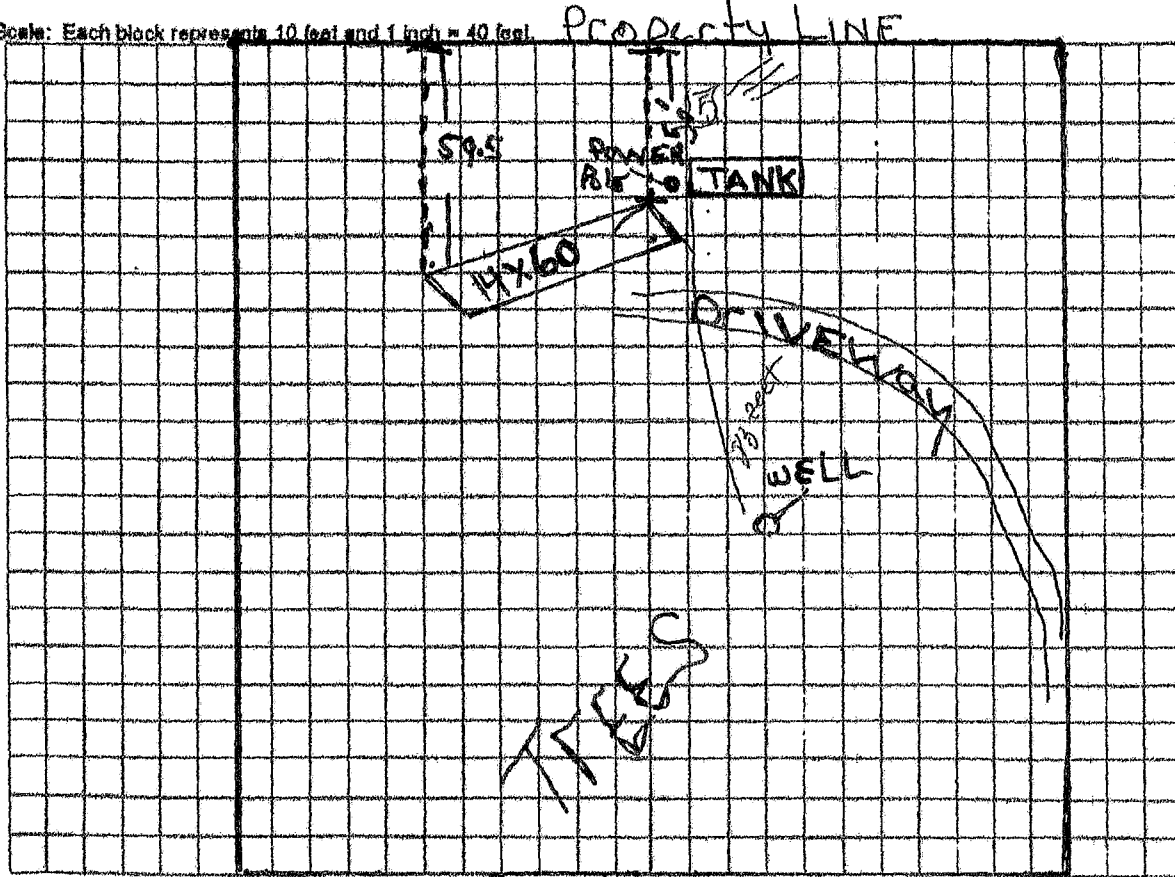 Scale: Each block represents 10 feet and 1 inch = 40 feet.
Property LINE
59.5
POWER
Pole
TANK
14X60
DrIVEWAY
WELL
TrEES